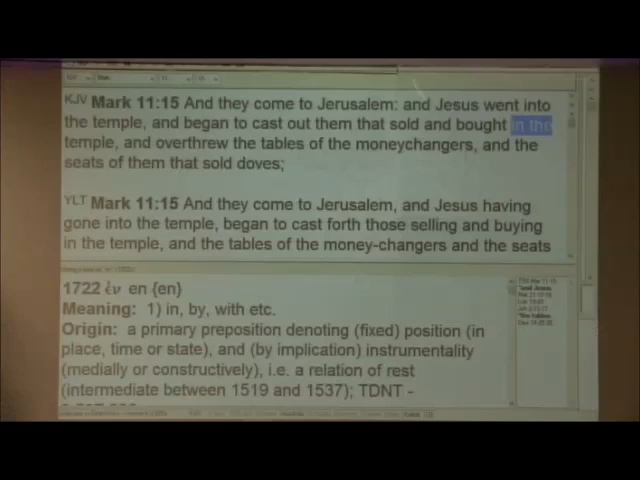 KJV Mark 11:15 And they come to Jerusalem: and Jesus went into
the temple, and began to cast out them that sold and bought in the
temple, and overthrew the tables of the moneychangers, and the
seats of them that sold doves;
YLT Mark 11:15 And they come to Jerusalem, and Jesus having
gone into the temple, began to cast forth those selling and buying
in the temple, and the tables of the money-changers and the seats
1722 ἐν en {en}
Meaning: 1) in, by, with etc.
Origin: a primary preposition denoting (fixed) position (in
place, time or state), and (by implication) instrumentality
(medially or constructively), i.e. a relation of rest
(intermediate between 1519 and 1537); TDNT -